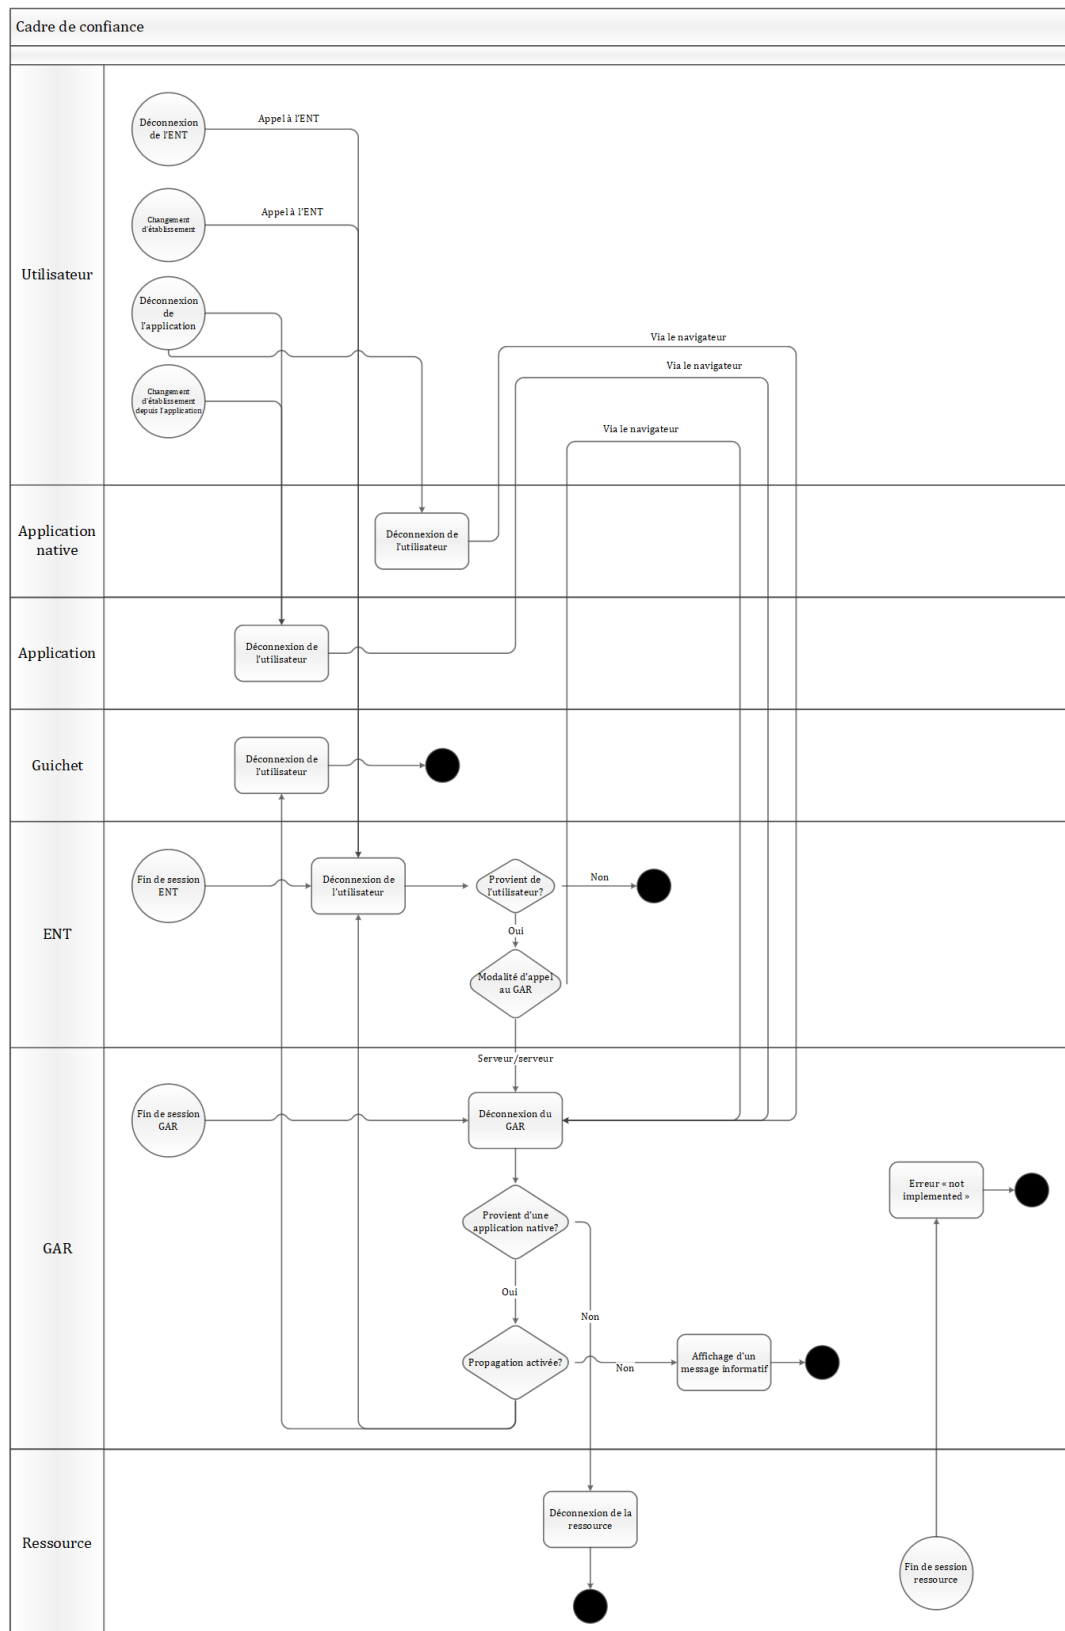 Cadre de confiance
Utilisateur
Déconnexion
de l'ENT
Appel à l'ENT
Changement
d'établissement
Appel à l'ENT
Déconnexion
de
l'application
Changement
d'établissement
depuis l'application
Via le navigateur
Via le navigateur
Via le navigateur
Application
native
Déconnexion de
l'utilisateur
Application
Déconnexion de
l'utilisateur
Guichet
Déconnexion de
l'utilisateur
ENT
Fin de session
ENT
Déconnexion de
l'utilisateur
Provient de
l'utilisateur?
Non
Oui
Modalité d'appel
au GAR
Serveur/serveur
GAR
Fin de session
GAR
Déconnexion du
GAR
Provient d'une
application native?
Oui
Non
Propagation activée?
Non
Affichage d'un
message informatif
Erreur « not
implemented »
Ressource
Déconnexion de la
ressource
Fin de session
ressource